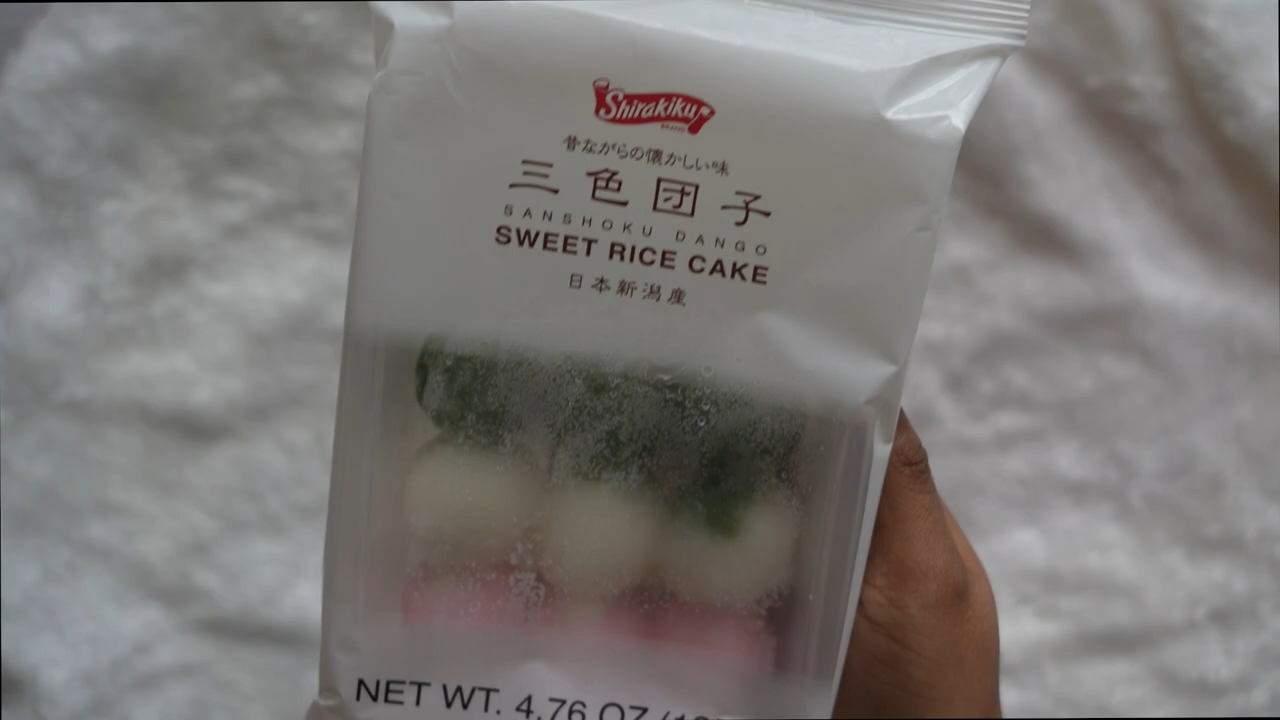 Shirakiku
BRAND
昔ながらの懐かしい味
三色団子
SANSHOKU DANGO
SWEET RICE CAKE
日本新潟産
NET WT. 4.76 OZ